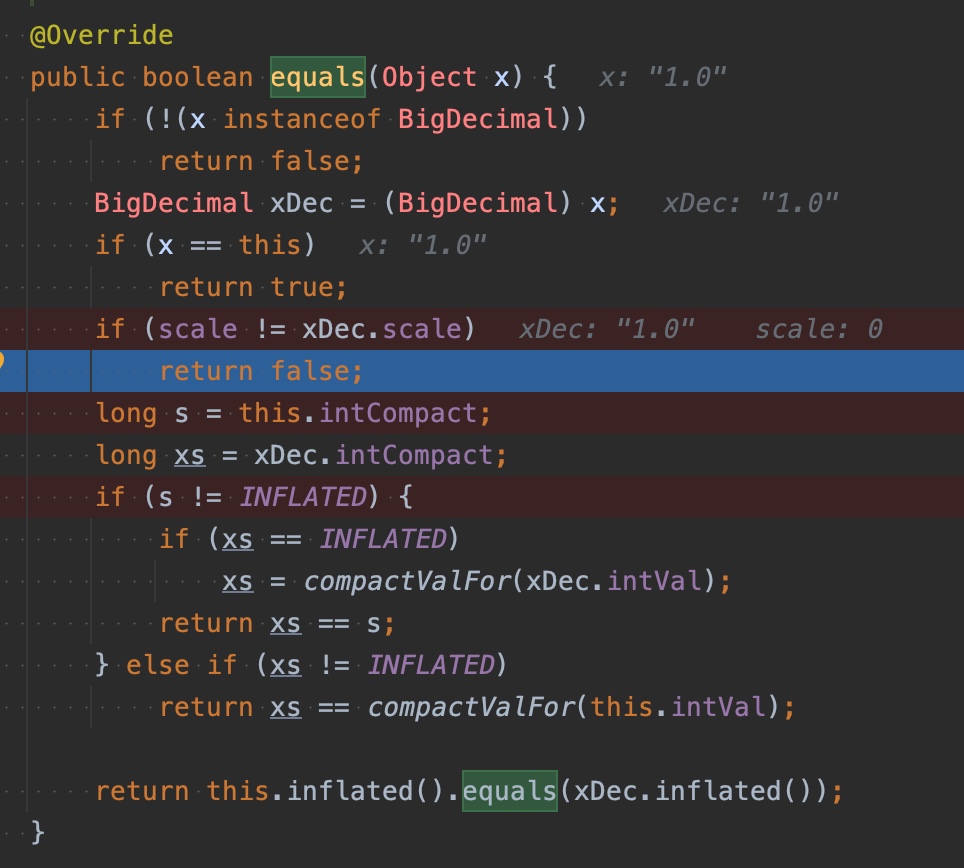 @Override
public boolean equals(Object x) {   x: "1.0"
    if (!(x instanceof BigDecimal))
        return false;
    BigDecimal xDec = (BigDecimal) x;   xDec: "1.0"
    if (x == this)   x: "1.0"
        return true;
    if (scale != xDec.scale)   xDec: "1.0"    scale: 0
        return false;
    long s = this.intCompact;
    long xs = xDec.intCompact;
    if (s != INFLATED) {
        if (xs == INFLATED)
            xs = compactValFor(xDec.intVal);
        return xs == s;
    } else if (xs != INFLATED)
        return xs == compactValFor(this.intVal);

    return this.inflated().equals(xDec.inflated());
}